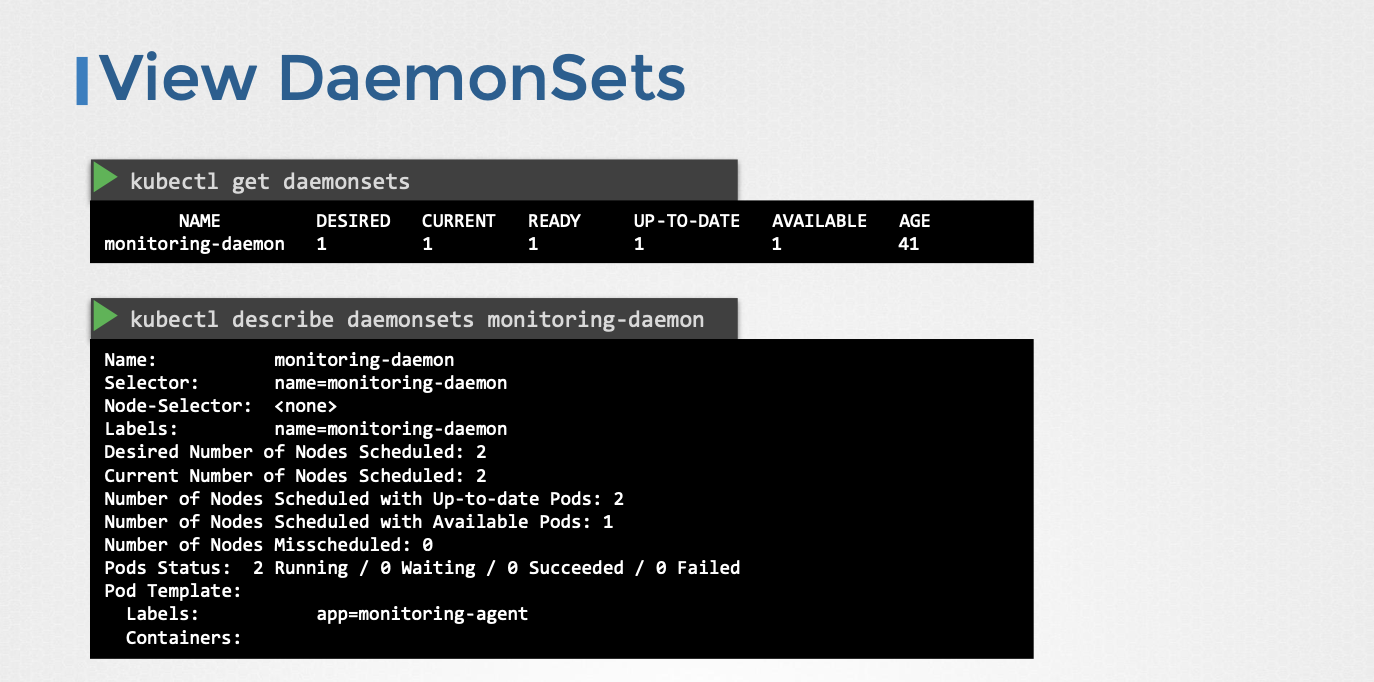 View DaemonSets
kubectl get daemonsets
NAME DESIRED CURRENT READY UP-TO-DATE AVAILABLE AGE
monitoring-daemon 1 1 1 1 1 41
kubectl describe daemonsets monitoring-daemon
Name: monitoring-daemon
Selector: name=monitoring-daemon
Node-Selector: <none>
Labels: name=monitoring-daemon
Desired Number of Nodes Scheduled: 2
Current Number of Nodes Scheduled: 2
Number of Nodes Scheduled with Up-to-date Pods: 2
Number of Nodes Scheduled with Available Pods: 1
Number of Nodes Misscheduled: 0
Pods Status: 2 Running / 0 Waiting / 0 Succeeded / 0 Failed
Pod Template:
Labels: app=monitoring-agent
Containers: